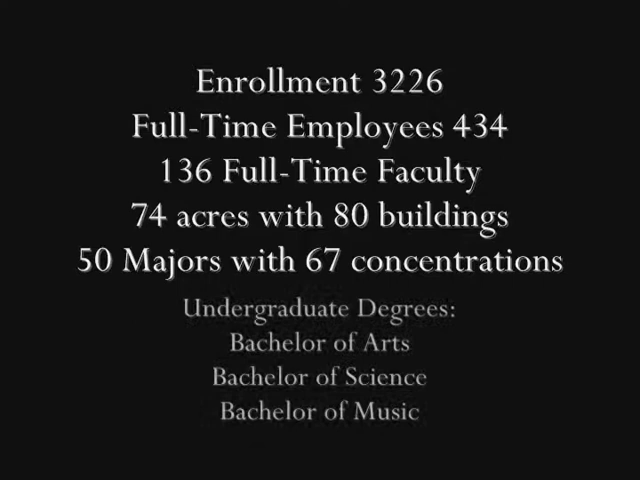 Enrollment 3226
Full-Time Employees 434
136 Full-Time Faculty
74 acres with 80 buildings
50 Majors with 67 concentrations
Undergraduate Degrees:
Bachelor of Arts
Bachelor of Science
Bachelor of Music